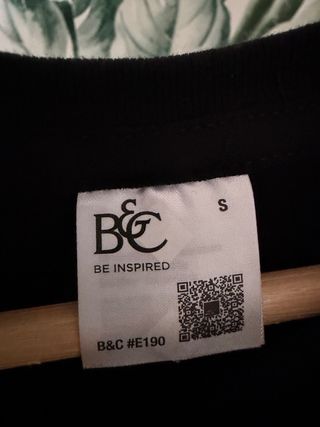 B&C
S
BE INSPIRED
B&C #E190